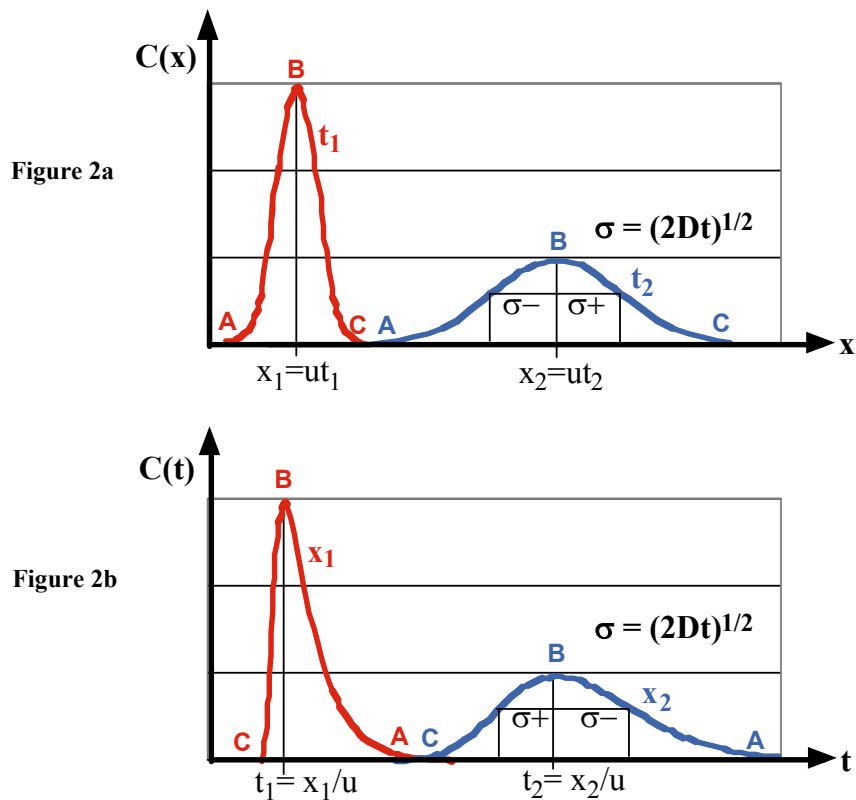 C(x)
B
t₁
Figure 2a
σ = (2Dt)^1/2
B
t₂
A
C
A
σ− σ+
C
x
x₁=ut₁
x₂=ut₂
C(t)
B
x₁
Figure 2b
σ = (2Dt)^1/2
B
x₂
σ+ σ−
C
A
C
A
t
t₁= x₁/u
t₂= x₂/u